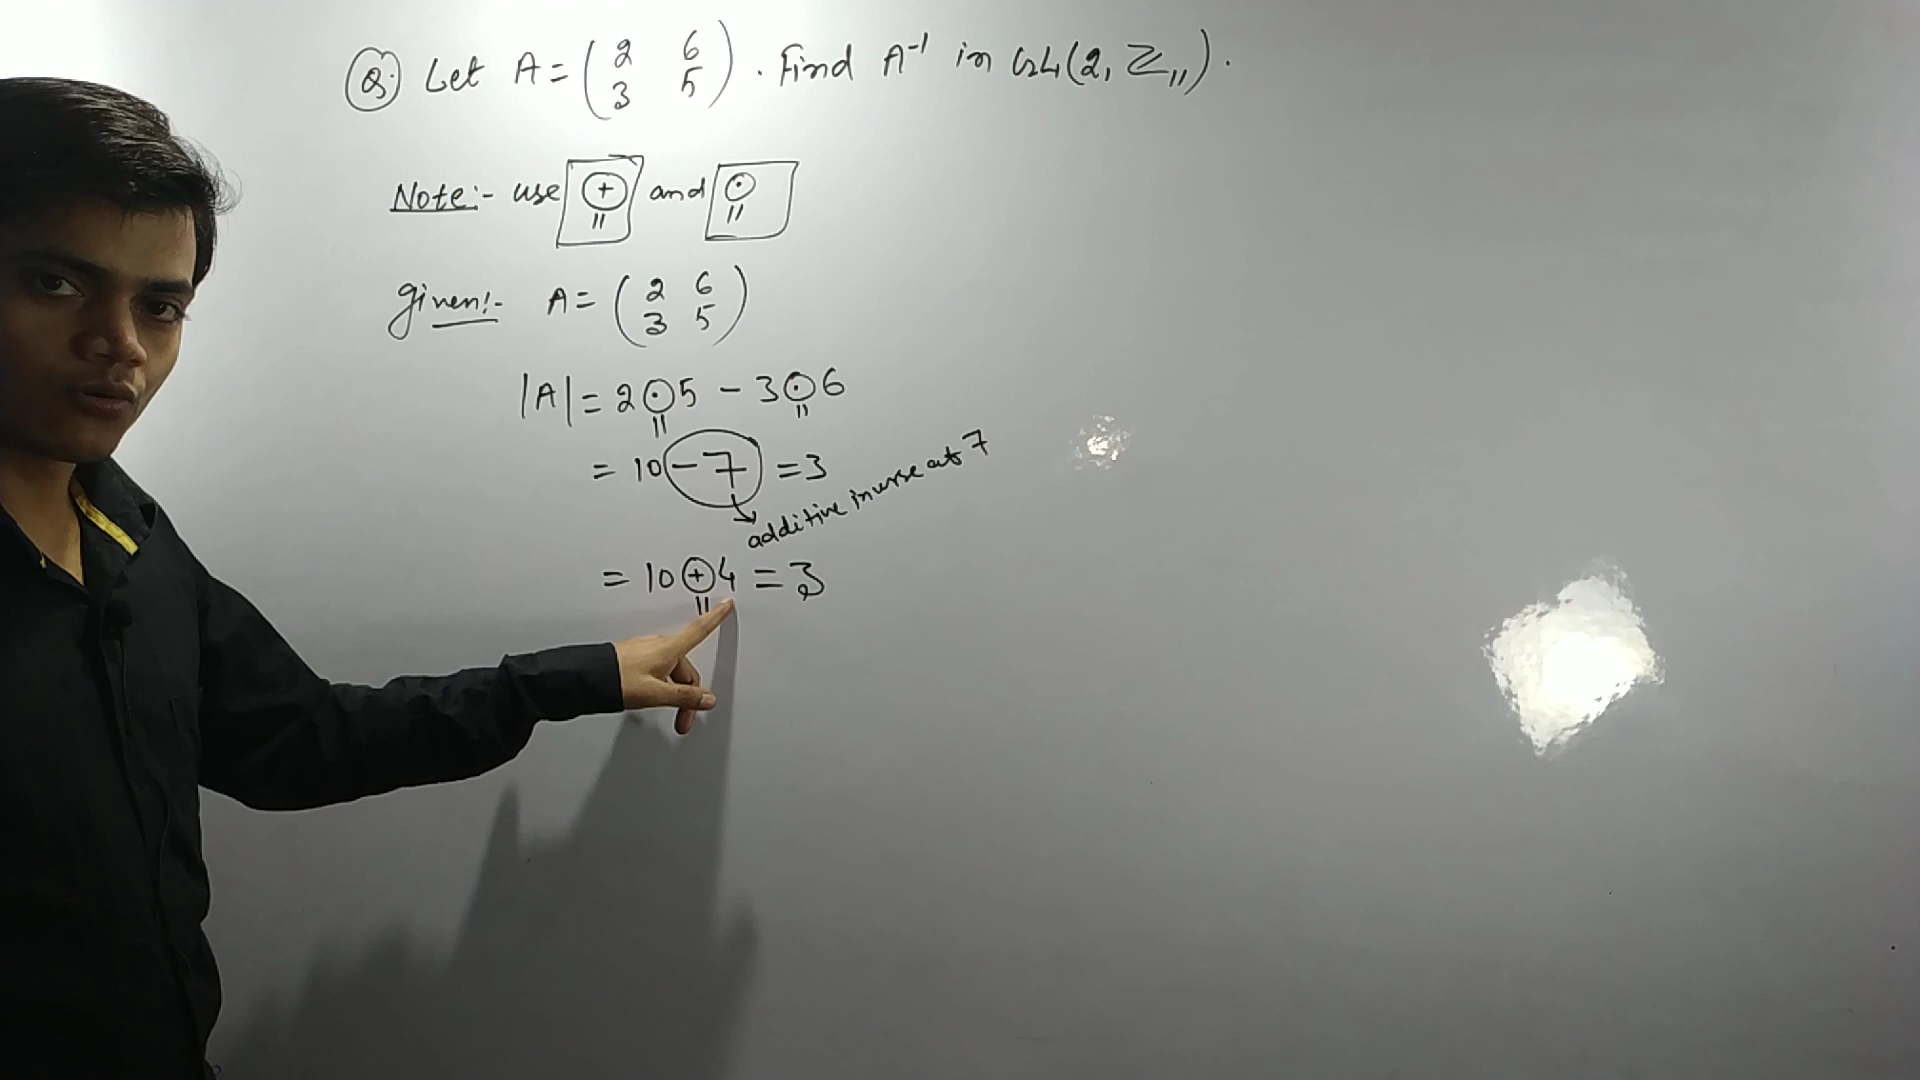 Q. Let A = (2 6 3 5). Find A⁻¹ in GL(2, ℤ₁₁).
Note:- use ⊕₁₁ and ⊙₁₁
Given:- A = (2 6 3 5)
|A| = 2 ⊙₁₁ 5 - 3 ⊙₁₁ 6
= 10 - 7 = 3
additive inverse of 7
= 10 ⊕₁₁ 4 = 3